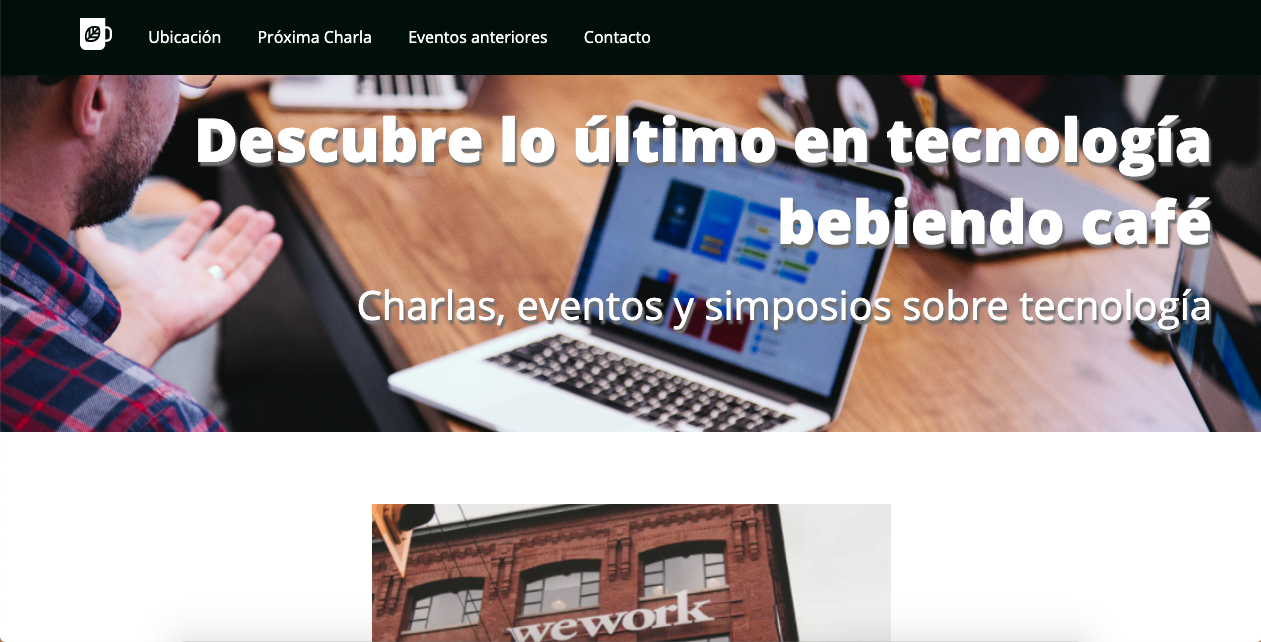 Ubicación Próxima Charla Eventos anteriores Contacto
Descubre lo último en tecnología
bebiendo café
Charlas, eventos y simposios sobre tecnología
wework